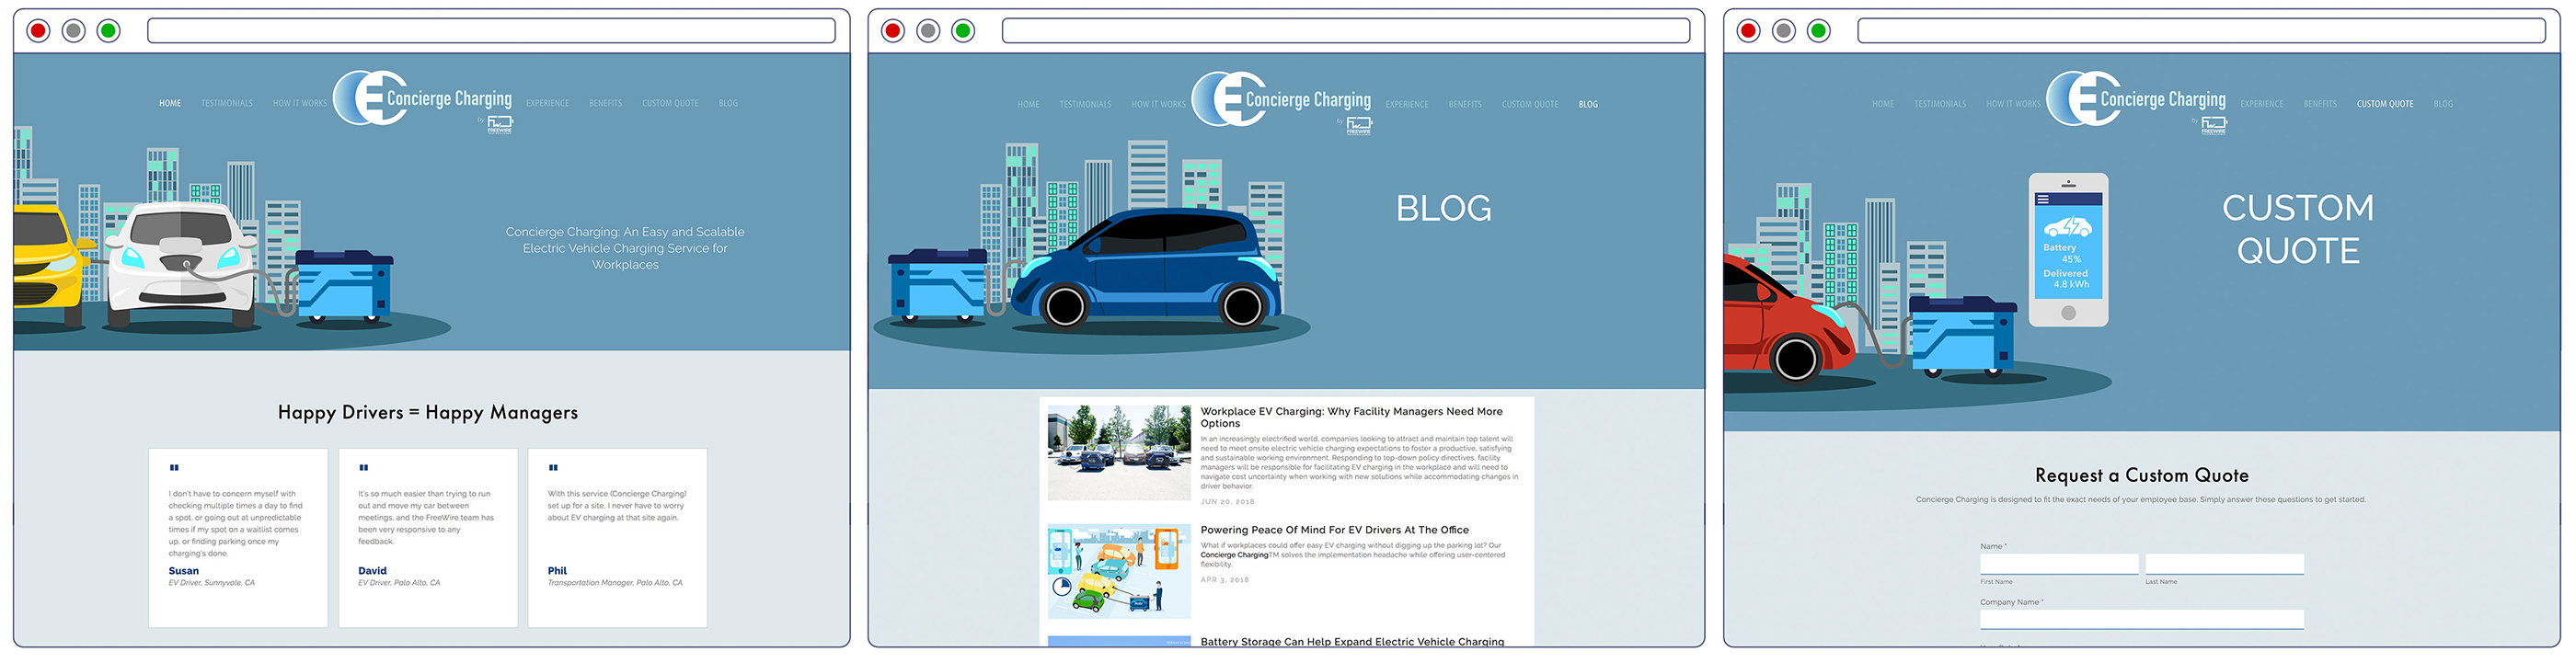 HOME TESTIMONIALS HOW IT WORKS CE Concierge Charging EXPERIENCE BENEFITS CUSTOM QUOTE BLOG
by FW FREEWIRE
Concierge Charging: An Easy and Scalable
Electric Vehicle Charging Service for
Workplaces
Happy Drivers = Happy Managers
"
I don't have to concern myself with
checking multiple times a day to find
a spot, or going out at unpredictable
times if my spot on a waitlist comes
up, or finding parking once my
charging's done.
Susan
EV Driver, Sunnyvale, CA
"
It's so much easier than trying to run
out and move my car between
meetings, and the FreeWire team has
been very responsive to any
feedback.
David
EV Driver, Palo Alto, CA
"
With this service (Concierge Charging)
set up for a site, I never have to worry
about EV charging at that site again.
Phil
Transportation Manager, Palo Alto, CA
HOME TESTIMONIALS HOW IT WORKS CE Concierge Charging EXPERIENCE BENEFITS CUSTOM QUOTE BLOG
by FW FREEWIRE
BLOG
Workplace EV Charging: Why Facility Managers Need More
Options
In an increasingly electrified world, companies looking to attract and maintain top talent will
need to meet onsite electric vehicle charging expectations to foster a productive, satisfying
and sustainable working environment. Responding to top-down policy directives, facility
managers will be responsible for facilitating EV charging in the workplace and will need to
navigate cost uncertainty when working with new solutions while accommodating changes in
driver behavior.
JUN 20, 2018
Powering Peace Of Mind For EV Drivers At The Office
What if workplaces could offer easy EV charging without digging up the parking lot? Our
Concierge ChargingTM solves the implementation headache while offering user-centered
flexibility.
APR 3, 2018
Battery Storage Can Help Expand Electric Vehicle Charging
HOME TESTIMONIALS HOW IT WORKS CE Concierge Charging EXPERIENCE BENEFITS CUSTOM QUOTE BLOG
by FW FREEWIRE
Battery
45%
Delivered
4.8 kWh
CUSTOM
QUOTE
Request a Custom Quote
Concierge Charging is designed to fit the exact needs of your employee base. Simply answer these questions to get started.
Name *
First Name Last Name
Company Name *